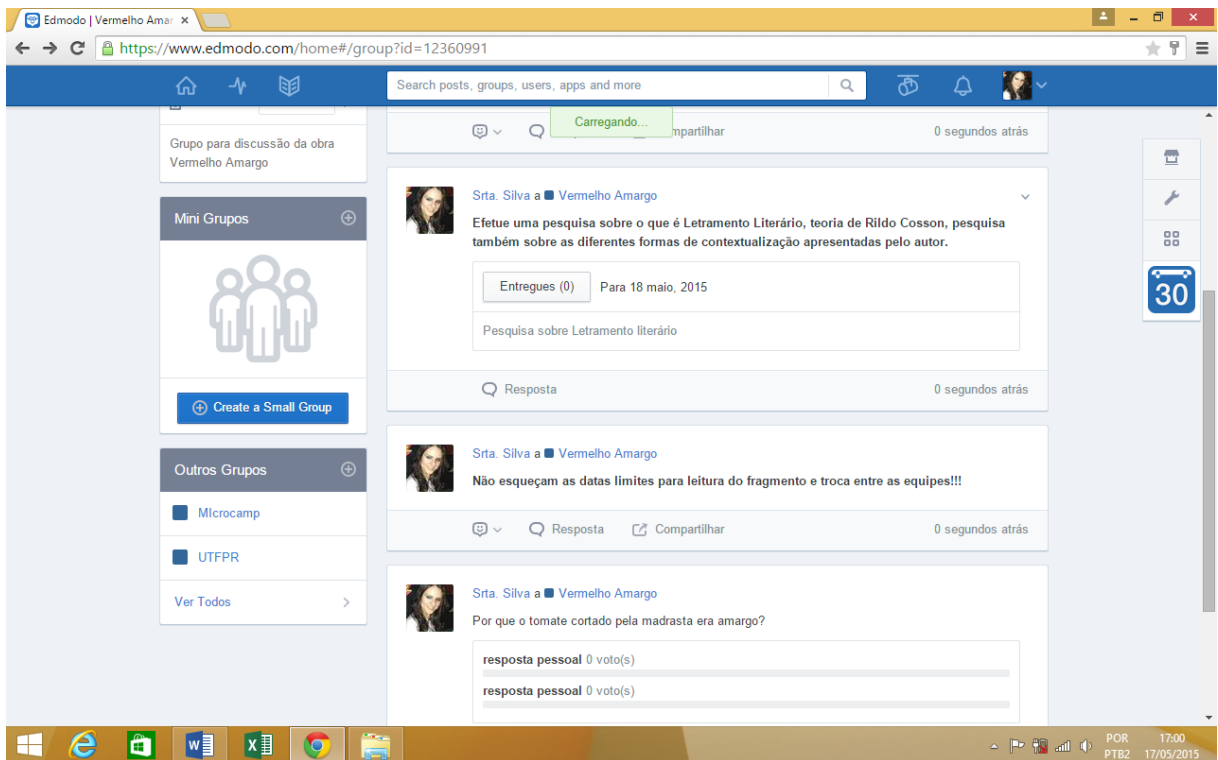 Edmodo | Vermelho Amar
https://www.edmodo.com/home#/group?id=12360991
Search posts, groups, users, apps and more
Carregando...
mpartilhar
0 segundos atrás
Grupo para discussão da obra
Vermelho Amargo
Mini Grupos
Create a Small Group
Outros Grupos
MIcrocamp
UTFPR
Ver Todos
Srta. Silva a Vermelho Amargo
Efetue uma pesquisa sobre o que é Letramento Literário, teoria de Rildo Cosson, pesquisa
também sobre as diferentes formas de contextualização apresentadas pelo autor.
Entregues (0) Para 18 maio, 2015
Pesquisa sobre Letramento literário
Resposta 0 segundos atrás
Srta. Silva a Vermelho Amargo
Não esqueçam as datas limites para leitura do fragmento e troca entre as equipes!!!
Resposta Compartilhar 0 segundos atrás
Srta. Silva a Vermelho Amargo
Por que o tomate cortado pela madrasta era amargo?
resposta pessoal 0 voto(s)
resposta pessoal 0 voto(s)
30
POR 17:00
PTB2 17/05/2015